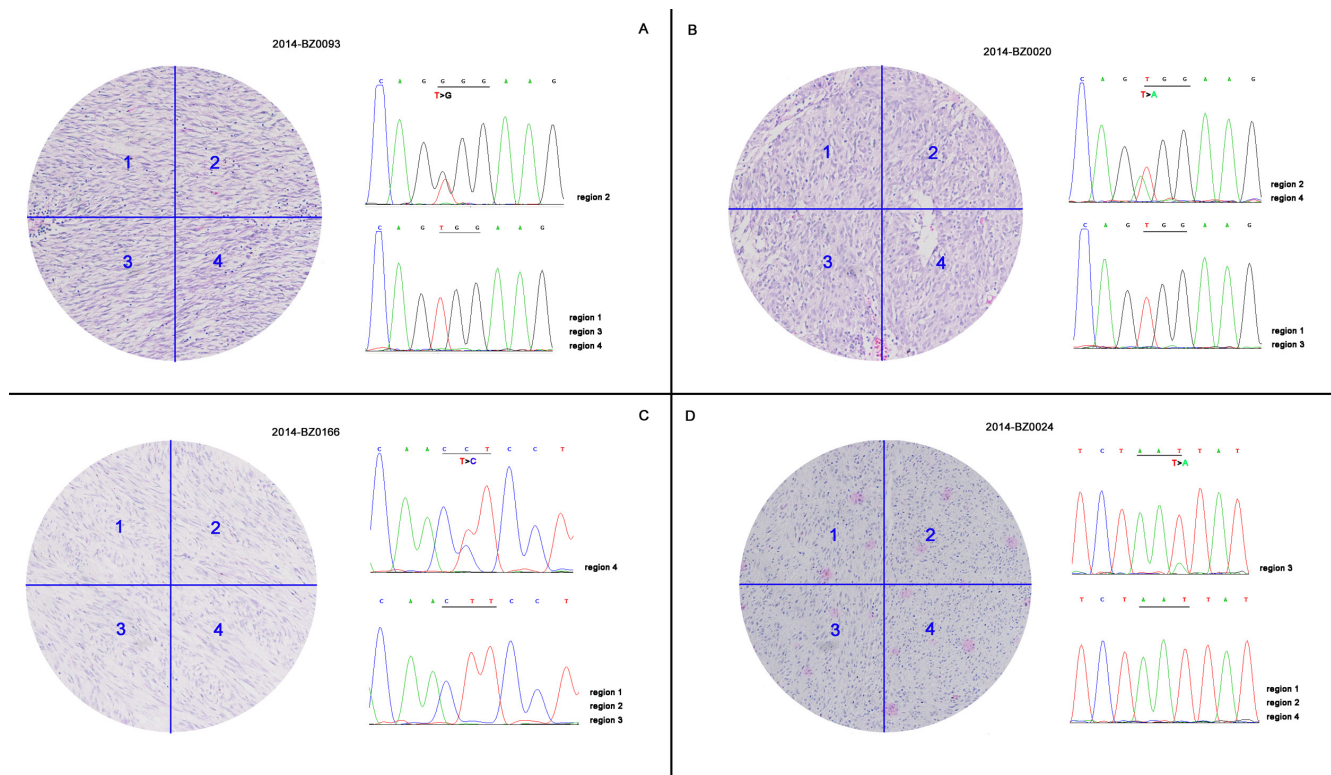 A
2014-BZ0093
1
2
3
4
C A G G G G A A G
T>G
region 2
C A G T G G A A G
region 1
region 3
region 4
B
2014-BZ0020
1
2
3
4
C A G T G G A A G
T>A
region 2
region 4
C A G T G G A A G
region 1
region 3
C
2014-BZ0166
1
2
3
4
C A A C C T C C T
T>C
region 4
C A A C T T C C T
region 1
region 2
region 3
D
2014-BZ0024
1
2
3
4
T C T A A T T A T
T>A
region 3
T C T A A T T A T
region 1
region 2
region 4